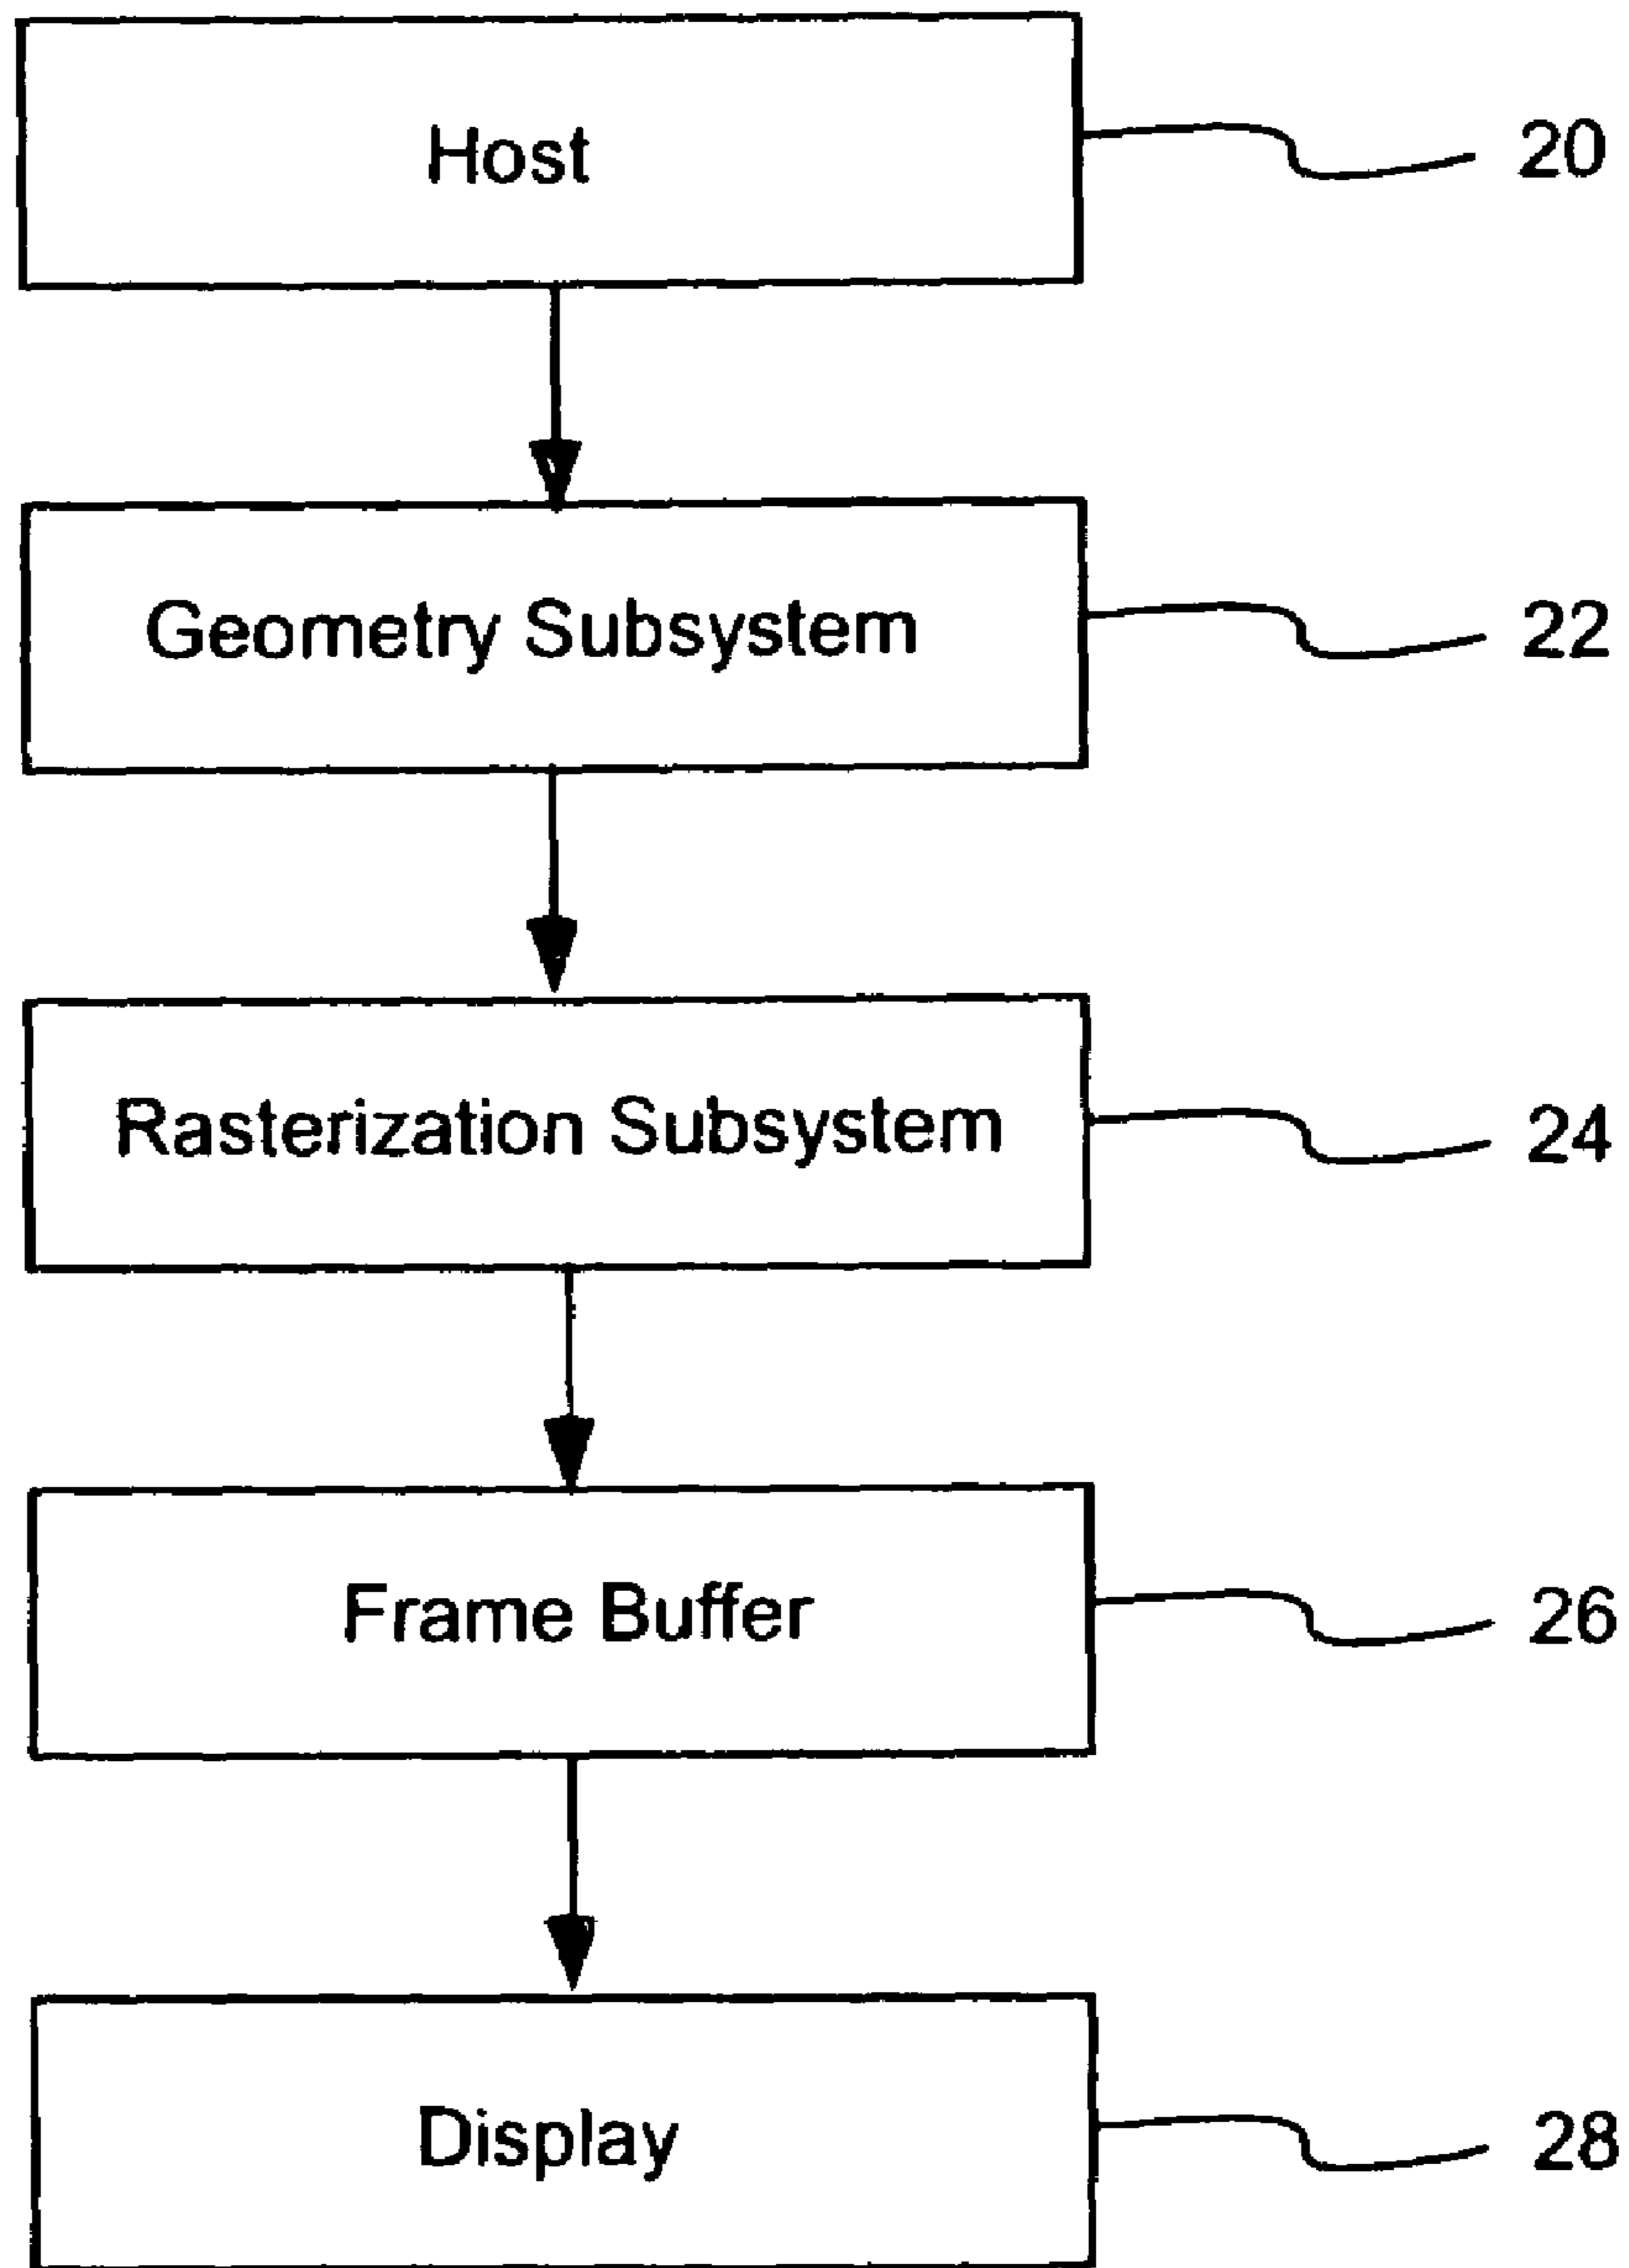 Host 20
Geometry Subsystem 22
Rasterization Subsystem 24
Frame Buffer 26
Display 28